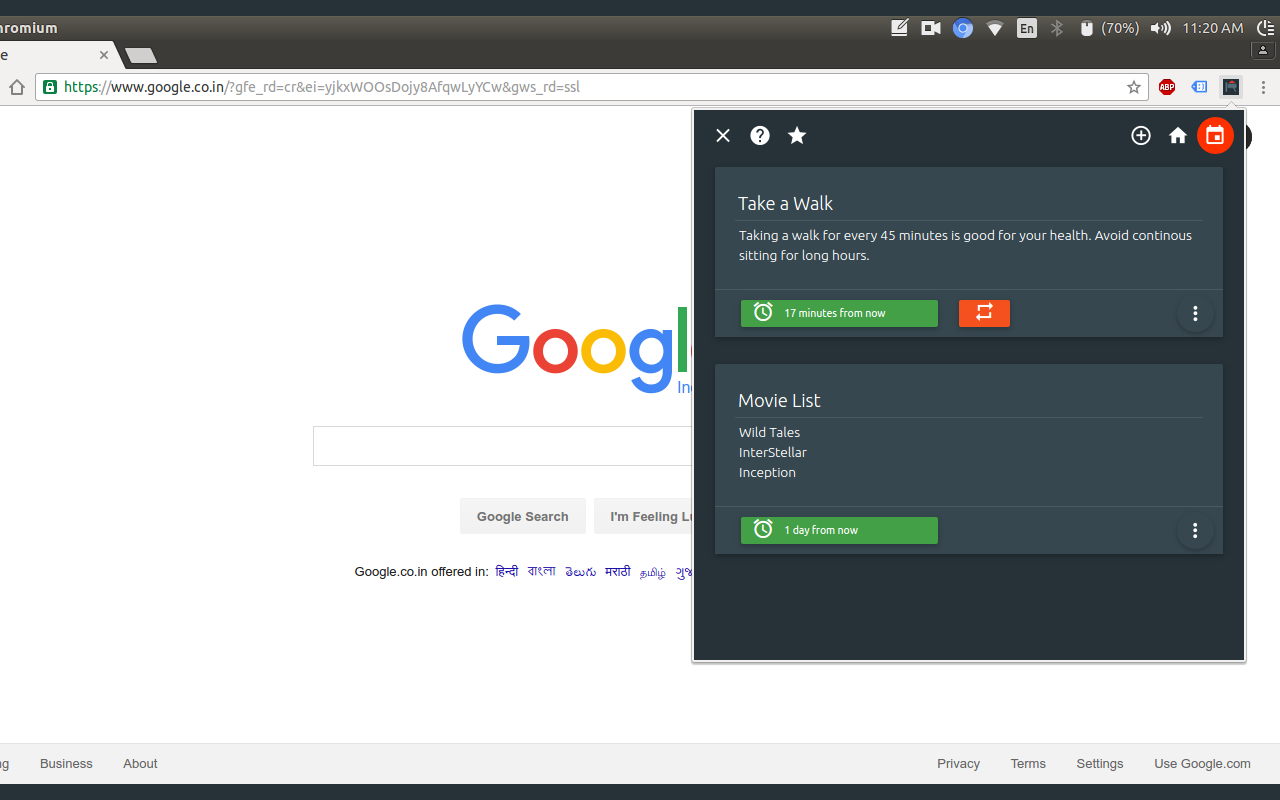 hromium
En
(70%)
11:20 AM
e
https://www.google.co.in/?gfe_rd=cr&ei=yjkxWOOsDojy8AfqwLyYCw&gws_rd=ssl
ABP
Take a Walk
Taking a walk for every 45 minutes is good for your health. Avoid continous
sitting for long hours.
17 minutes from now
Googl
In
Movie List
Wild Tales
InterStellar
Inception
Google Search
I'm Feeling Lu
1 day from now
Google.co.in offered in: हिन्दी বাংলা తెలుగు मराठी தமிழ் ગુજ
ng
Business
About
Privacy
Terms
Settings
Use Google.com